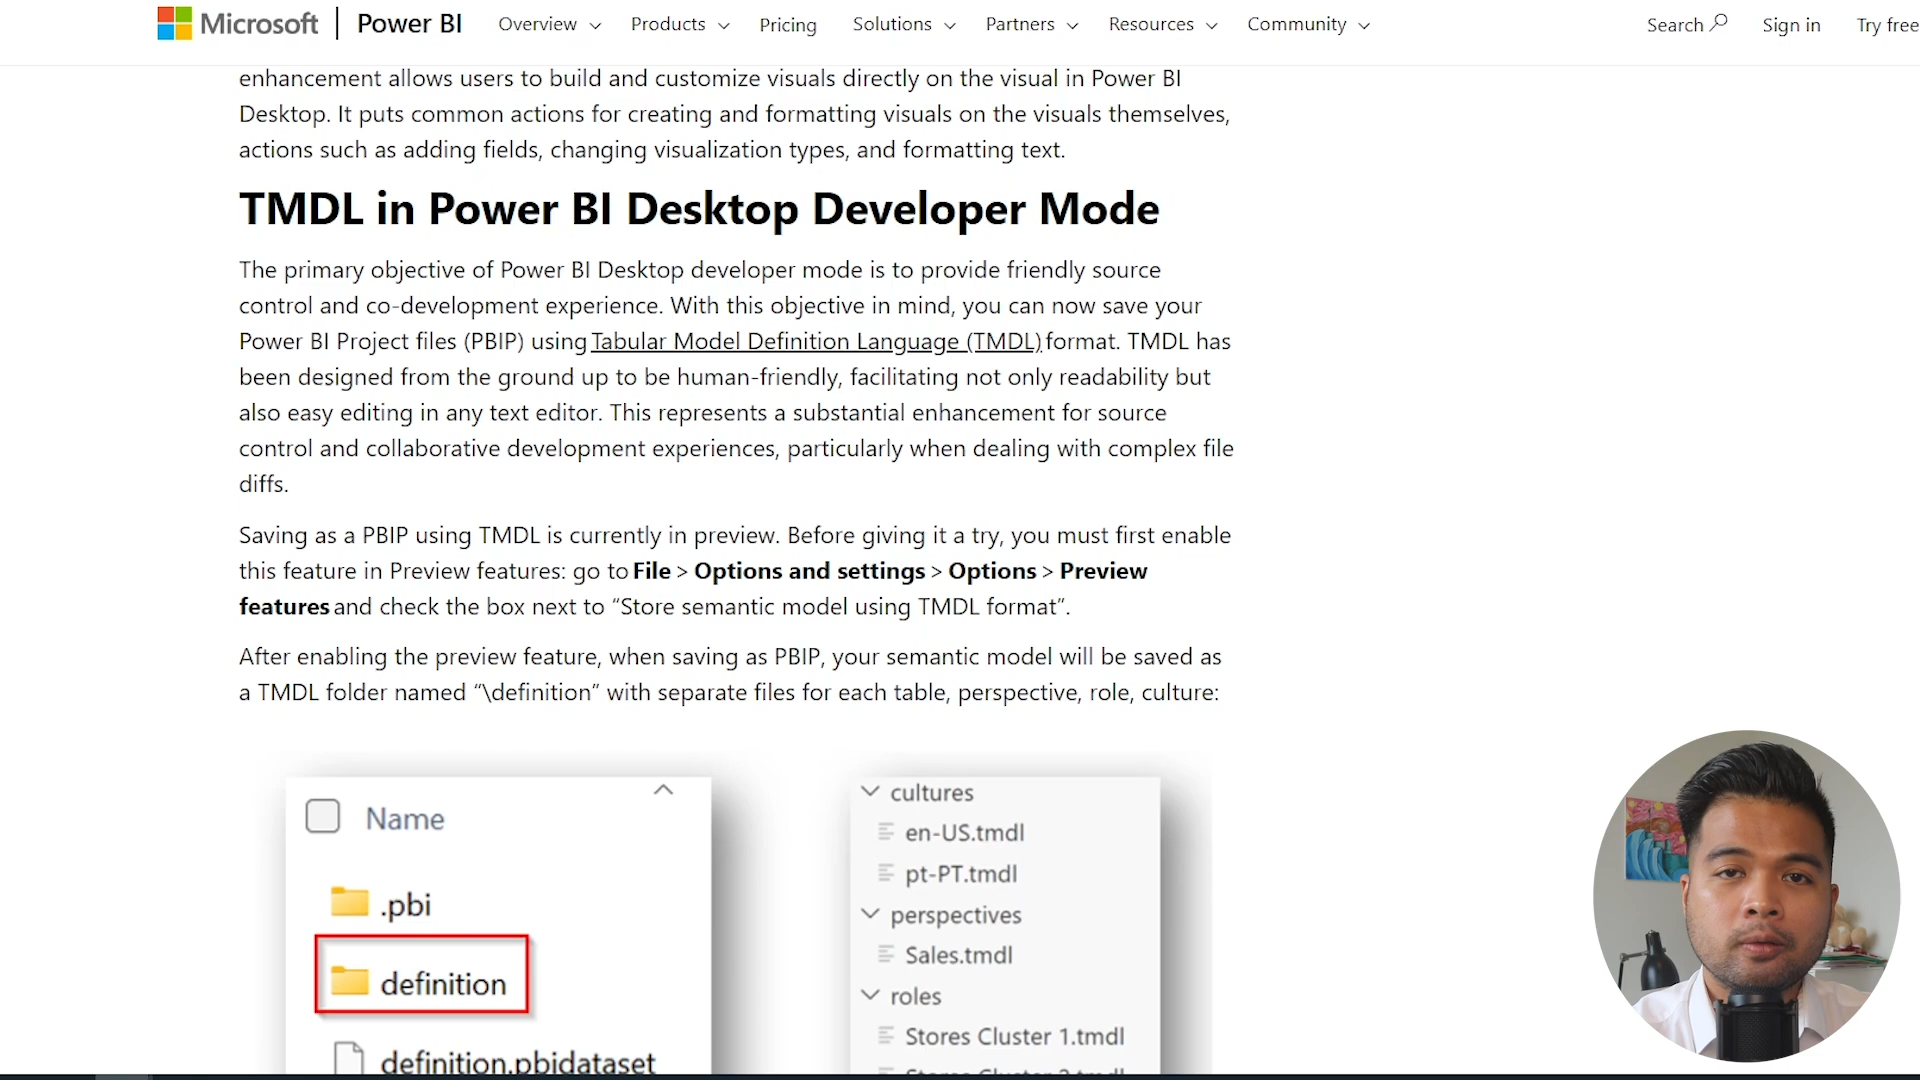 Microsoft | Power BI Overview Products Pricing Solutions Partners Resources Community Search Sign in Try free
enhancement allows users to build and customize visuals directly on the visual in Power BI
Desktop. It puts common actions for creating and formatting visuals on the visuals themselves,
actions such as adding fields, changing visualization types, and formatting text.
TMDL in Power BI Desktop Developer Mode
The primary objective of Power BI Desktop developer mode is to provide friendly source
control and co-development experience. With this objective in mind, you can now save your
Power BI Project files (PBIP) using Tabular Model Definition Language (TMDL) format. TMDL has
been designed from the ground up to be human-friendly, facilitating not only readability but
also easy editing in any text editor. This represents a substantial enhancement for source
control and collaborative development experiences, particularly when dealing with complex file
diffs.
Saving as a PBIP using TMDL is currently in preview. Before giving it a try, you must first enable
this feature in Preview features: go to File > Options and settings > Options > Preview
features and check the box next to “Store semantic model using TMDL format”.
After enabling the preview feature, when saving as PBIP, your semantic model will be saved as
a TMDL folder named “\definition” with separate files for each table, perspective, role, culture:
Name
.pbi
definition
definition.pbidataset
cultures
en-US.tmdl
pt-PT.tmdl
perspectives
Sales.tmdl
roles
Stores Cluster 1.tmdl